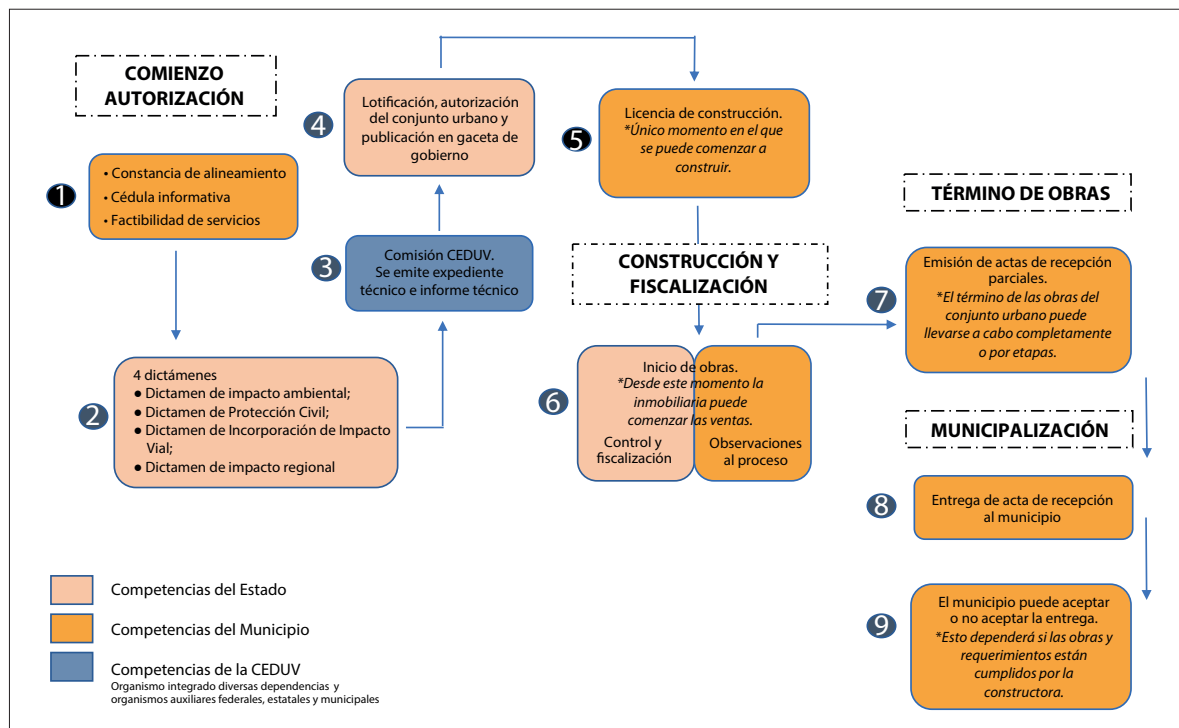 COMIENZO
AUTORIZACIÓN
1
• Constancia de alineamiento
• Cédula informativa
• Factibilidad de servicios
2
4 dictámenes
● Dictamen de impacto ambiental;
● Dictamen de Protección Civil;
● Dictamen de Incorporación de Impacto
Vial;
● Dictamen de impacto regional
3
Comisión CEDUV.
Se emite expediente
técnico e informe técnico
4
Lotificación, autorización
del conjunto urbano y
publicación en gaceta de
gobierno
5
Licencia de construcción.
*Único momento en el que
se puede comenzar a
construir.
CONSTRUCCIÓN Y
FISCALIZACIÓN
6
Inicio de obras.
*Desde este momento la
inmobiliaria puede
comenzar las ventas.
Control y
fiscalización
Observaciones
al proceso
TÉRMINO DE OBRAS
7
Emisión de actas de recepción
parciales.
*El término de las obras del
conjunto urbano puede
llevarse a cabo completamente
o por etapas.
MUNICIPALIZACIÓN
8
Entrega de acta de recepción
al municipio
9
El municipio puede aceptar
o no aceptar la entrega.
*Esto dependerá si las obras y
requerimientos están
cumplidos por la
constructora.
Competencias del Estado
Competencias del Municipio
Competencias de la CEDUV
Organismo integrado diversas dependencias y
organismos auxiliares federales, estatales y municipales